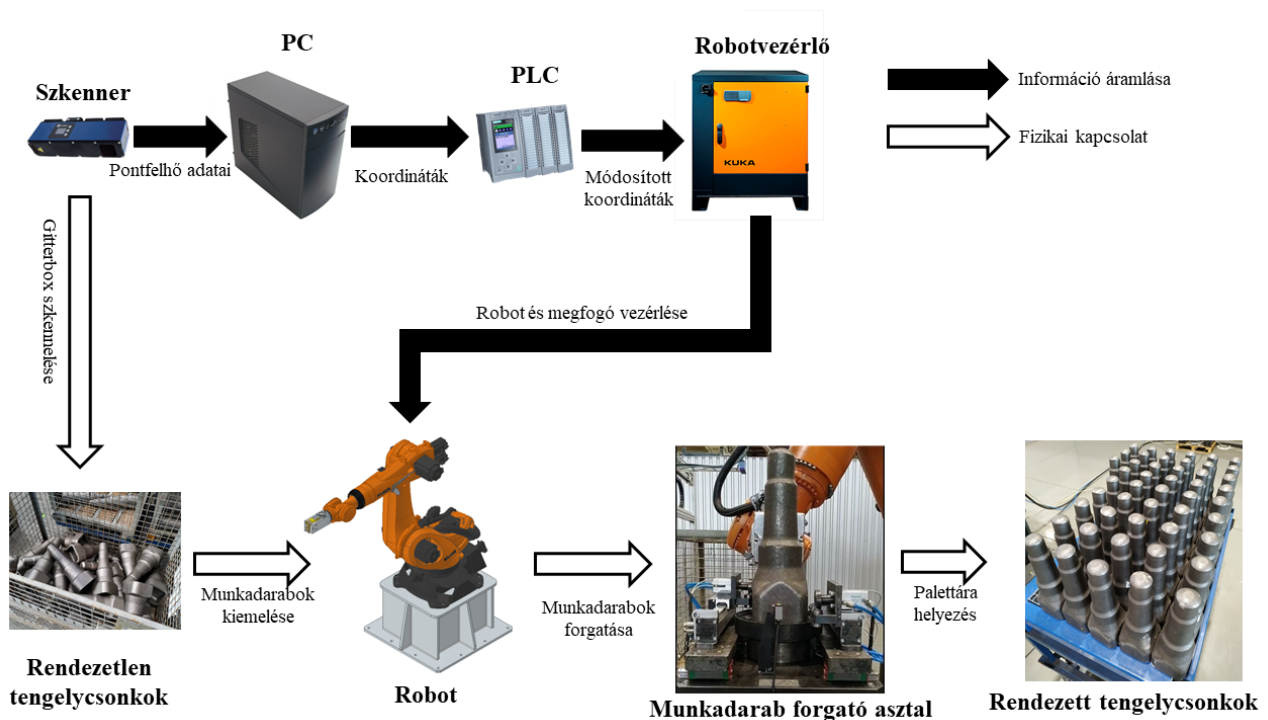 Szkenner
PC
PLC
Robotvezérlő
Információ áramlása
Fizikai kapcsolat
KUKA
Pontfelhő adatai
Koordináták
Módosított
koordináták
Gitterbox szkennelése
Robot és megfogó vezérlése
Munkadarabok
kiemelése
Munkadarabok
forgatása
Palettára
helyezés
Rendezetlen
tengelycsonkok
Robot
Munkadarab forgató asztal
Rendezett tengelycsonkok